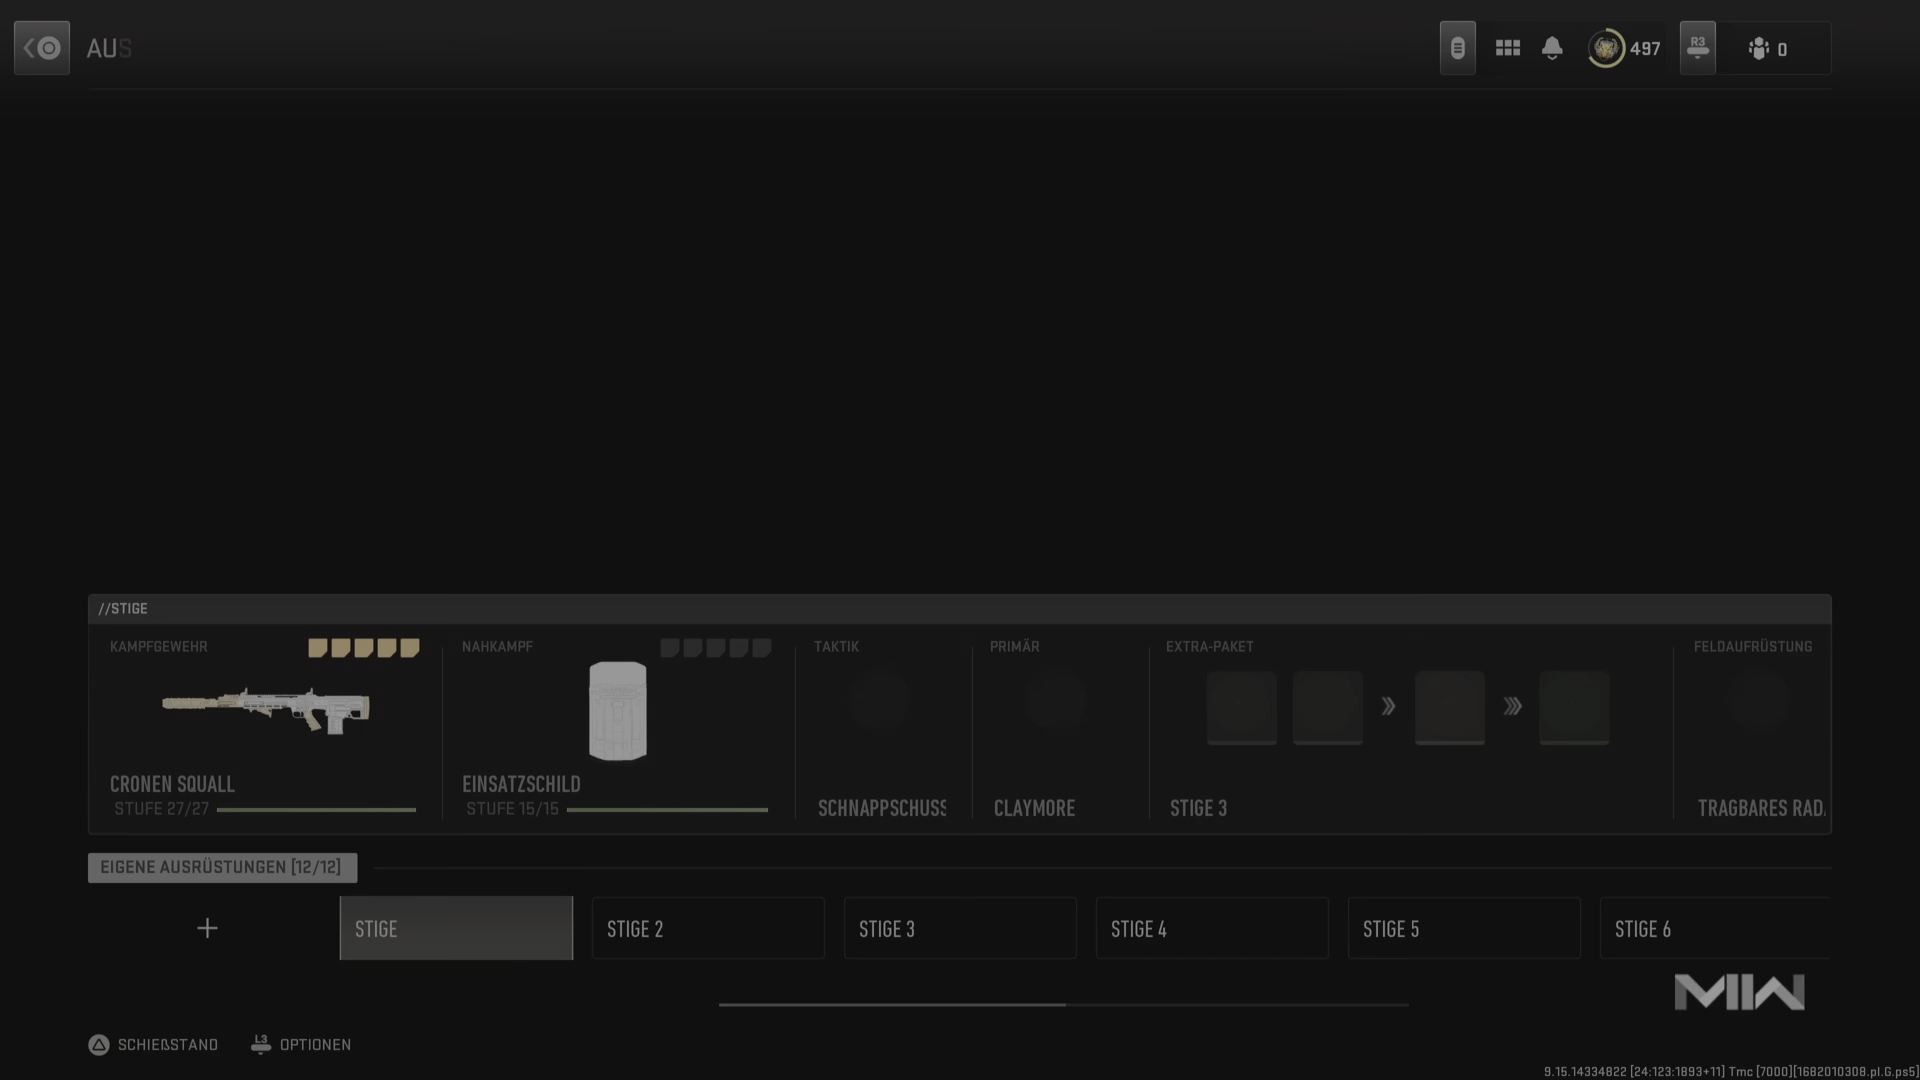 AUS
497
R3
0
//STIGE
KAMPFGEWEHR
NAHKAMPF
TAKTIK
PRIMÄR
EXTRA-PAKET
FELDAUFRÜSTUNG
CRONEN SQUALL
STUFE 27/27
EINSATZSCHILD
STUFE 15/15
SCHNAPPSCHUSS
CLAYMORE
STIGE 3
TRAGBARES RADA
EIGENE AUSRÜSTUNGEN [12/12]
+
STIGE
STIGE 2
STIGE 3
STIGE 4
STIGE 5
STIGE 6
MW
SCHIEẞSTAND
L3
OPTIONEN
9.15.14334822 [24:123:1893+11] Tmc [7000][1682010308.pl.G.ps5]